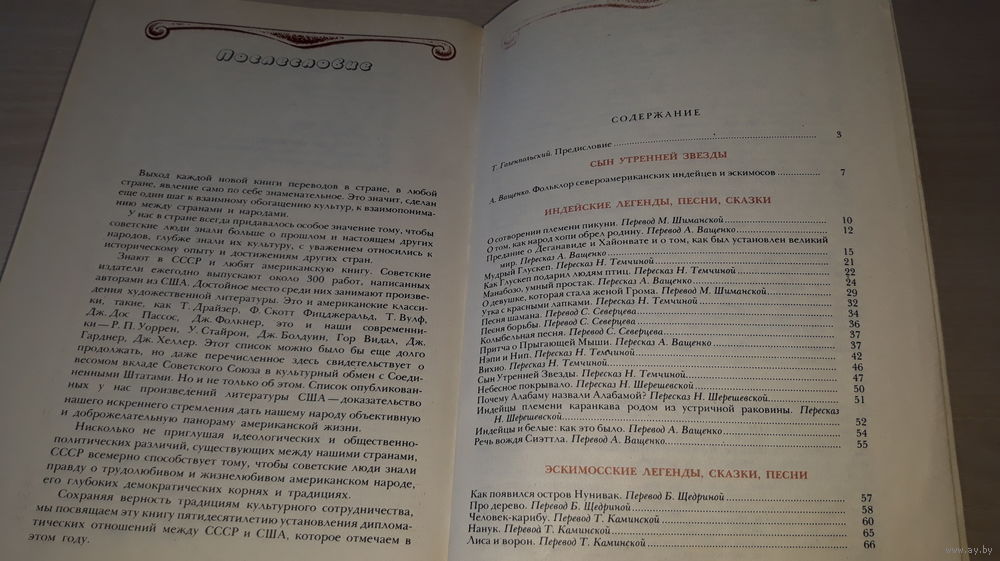 Послесловие
Выход каждой новой книги переводов в стране, в любой
стране, явление само по себе знаменательное. Это значит, сделан
еще один шаг к взаимному обогащению культур, к взаимопонима-
нию между странами и народами.
У нас в стране всегда придавалось особое значение тому, чтобы
советские люди знали больше о прошлом и настоящем других
народов, глубже знали их культуру, с уважением относились к
историческому опыту и достижениям других стран.
Знают в СССР и любят американскую книгу. Советские
издатели ежегодно выпускают около 300 работ, написанных
авторами из США. Достойное место среди них занимают произве-
дения художественной литературы. Это и американские класси-
ки, такие, как Т. Драйзер, Ф. Скотт Фицджеральд, Т. Вулф,
Дж. Дос Пассос, Дж. Фолкнер, это и наши современни-
ки — Р. П. Уоррен, У. Стайрон, Дж. Болдуин, Гор Видал, Дж.
Гарднер, Дж. Хеллер. Этот список можно было бы еще долго
продолжать, но даже перечисленное здесь свидетельствует о
весомом вкладе Советского Союза в культурный обмен с Соеди-
ненными Штатами. Но и не только об этом. Список опубликован-
ных у нас произведений литературы США — доказательство
нашего искреннего стремления дать нашему народу объективную
и доброжелательную панораму американской жизни.
Нисколько не приглушая идеологических и общественно-
политических различий, существующих между нашими странами,
СССР всемерно способствует тому, чтобы советские люди знали
правду о трудолюбивом и жизнелюбивом американском народе,
его глубоких демократических корнях и традициях.
Сохраняя верность традициям культурного сотрудничества,
мы посвящаем эту книгу пятидесятилетию установления диплома-
тических отношений между СССР и США, которое отмечаем в
этом году.
СОДЕРЖАНИЕ
Т. Голенпольский. Предисловие 3
СЫН УТРЕННЕЙ ЗВЕЗДЫ
А. Ващенко. Фольклор североамериканских индейцев и эскимосов 7
ИНДЕЙСКИЕ ЛЕГЕНДЫ, ПЕСНИ, СКАЗКИ
О сотворении племени пикуни. Перевод М. Шиманской 10
О том, как народ хопи обрел родину. Перевод А. Ващенко 12
Предание о Деганавиде и Хайонвате и о том, как был установлен великий
мир. Пересказ А. Ващенко 15
Мудрый Глускеп. Пересказ Н. Темчиной 21
Как Глускеп подарил людям птиц. Пересказ Н. Темчиной 22
Манабозо, умный простак. Пересказ А. Ващенко 24
О девушке, которая стала женой Грома. Перевод М. Шиманской 29
Утка с красными лапками. Пересказ Н. Темчиной 32
Песня шамана. Перевод С. Северцева 34
Песня борьбы. Перевод С. Северцева 36
Колыбельная песня. Перевод С. Северцева 37
Притча о Прыгающей Мыши. Пересказ А. Ващенко 37
Нэпи и Нип. Пересказ Н. Темчиной 42
Вихио. Пересказ Н. Темчиной 46
Сын Утренней Звезды. Пересказ Н. Темчиной 47
Небесное покрывало. Пересказ Н. Шерешевской 50
Почему Алабаму назвали Алабамой? Пересказ Н. Шерешевской 51
Индейцы племени каранкава родом из устричной раковины. Пересказ
Н. Шерешевской 52
Индейцы и белые: как это было. Перевод А. Ващенко 54
Речь вождя Сиэттла. Перевод А. Ващенко 55
ЭСКИМОССКИЕ ЛЕГЕНДЫ, СКАЗКИ, ПЕСНИ
Как появился остров Нунивак. Перевод Б. Щедриной 57
Про дерево. Перевод Б. Щедриной 58
Человек-карибу. Перевод Т. Каминской 60
Нанук. Перевод Т. Каминской 65
Лиса и ворон. Перевод Т. Каминской 66
www.ay.by